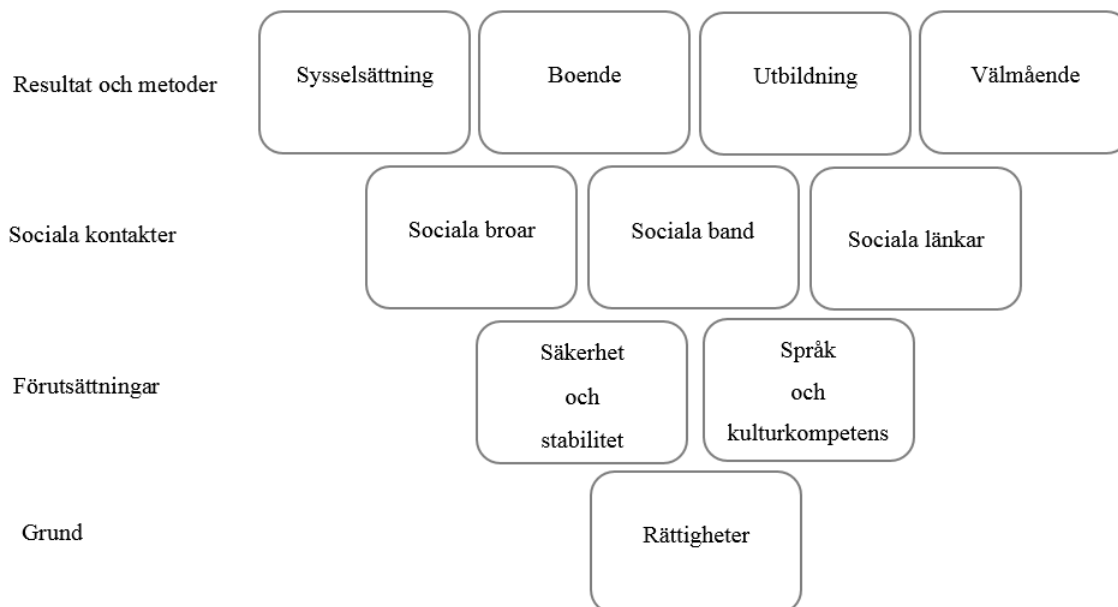 Resultat och metoder
Sysselsättning
Boende
Utbildning
Välmående
Sociala kontakter
Sociala broar
Sociala band
Sociala länkar
Förutsättningar
Säkerhet
och
stabilitet
Språk
och
kulturkompetens
Grund
Rättigheter